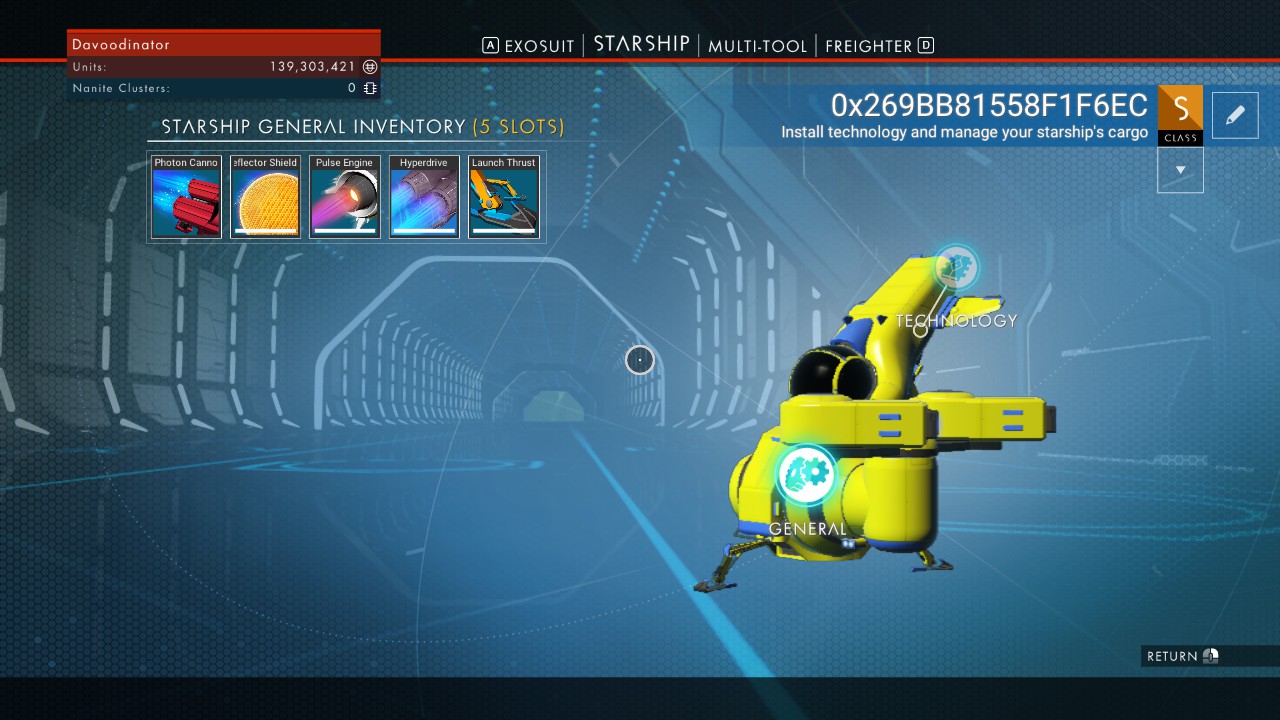 Davoodinator
Units: 139,303,421
Nanite Clusters: 0
A EXOSUIT STARSHIP MULTI-TOOL FREIGHTER D
0x269BB81558F1F6EC
Install technology and manage your starship's cargo
S
CLASS
STARSHIP GENERAL INVENTORY (5 SLOTS)
Photon Canno eflector Shield Pulse Engine Hyperdrive Launch Thrust
TECHNOLOGY
GENERAL
RETURN